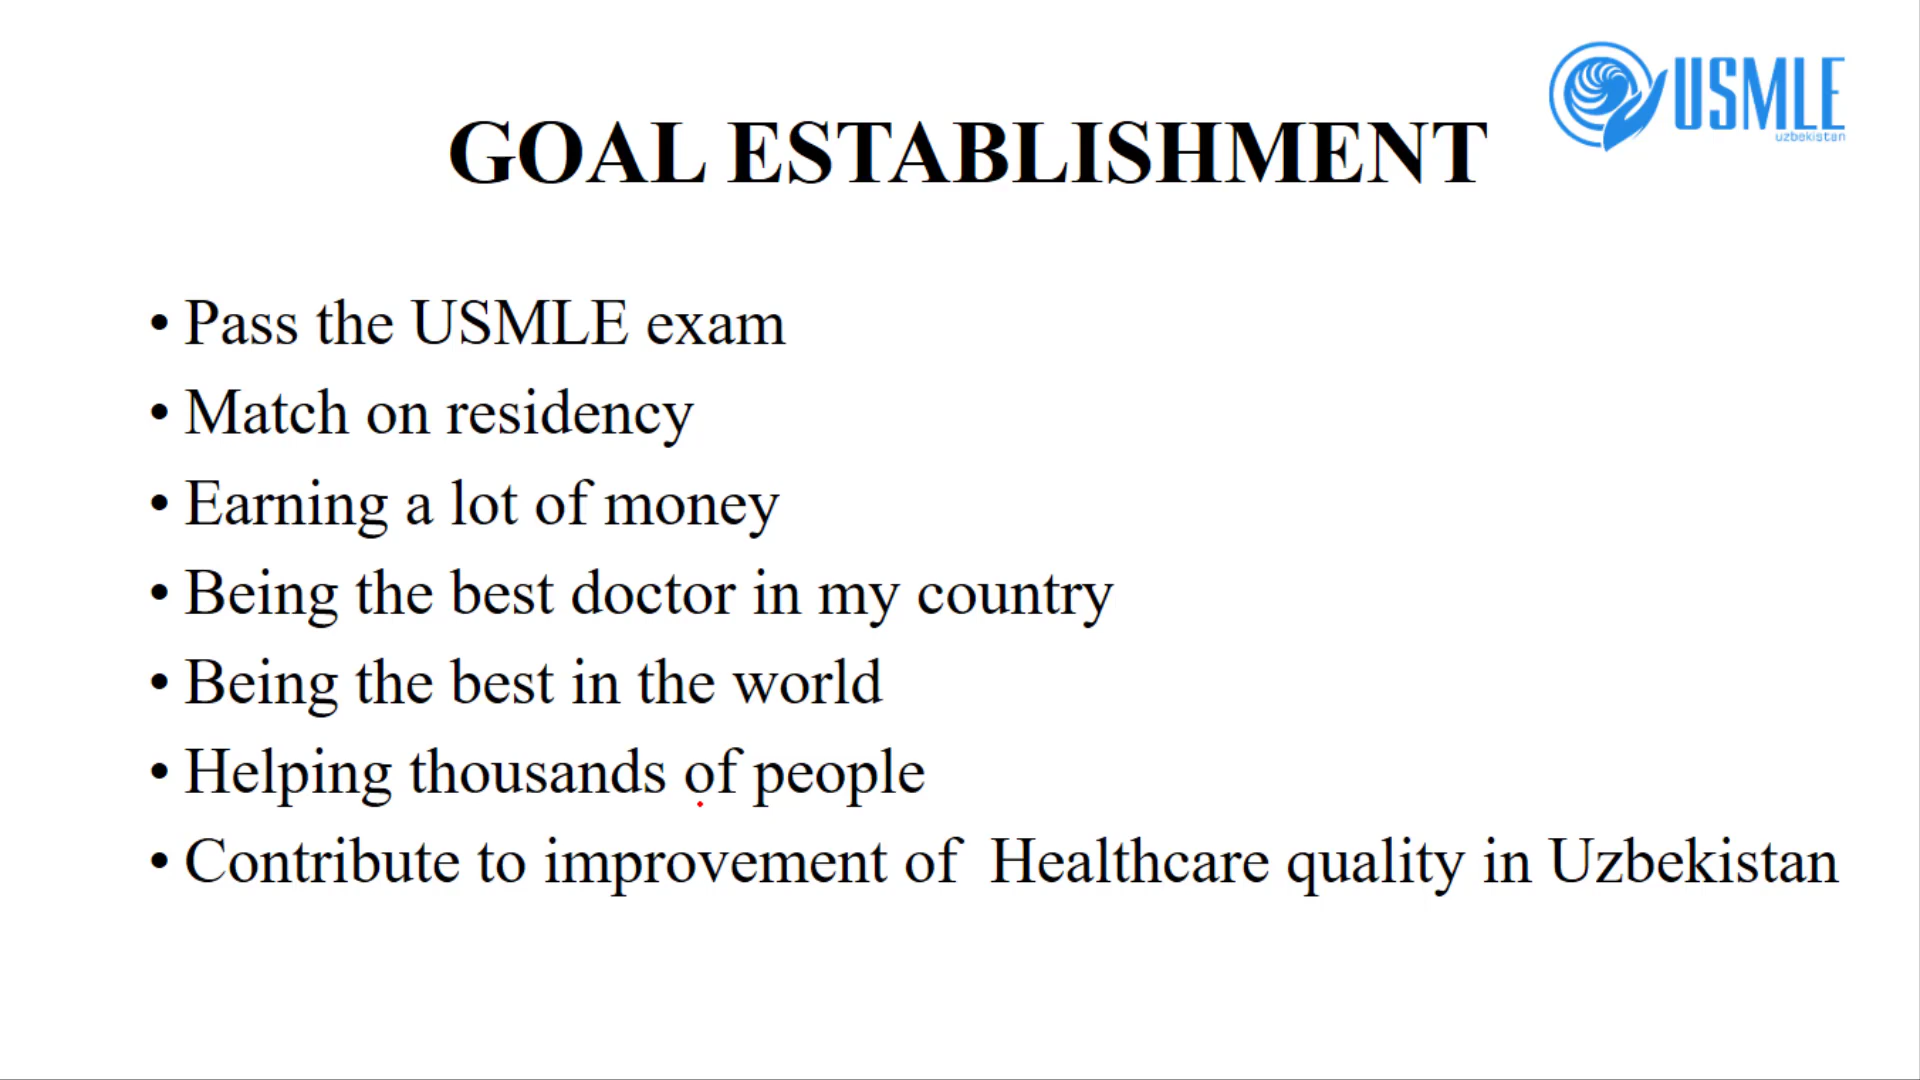 USMLE
uzbekistan
GOAL ESTABLISHMENT
• Pass the USMLE exam
• Match on residency
• Earning a lot of money
• Being the best doctor in my country
• Being the best in the world
• Helping thousands of people
• Contribute to improvement of  Healthcare quality in Uzbekistan